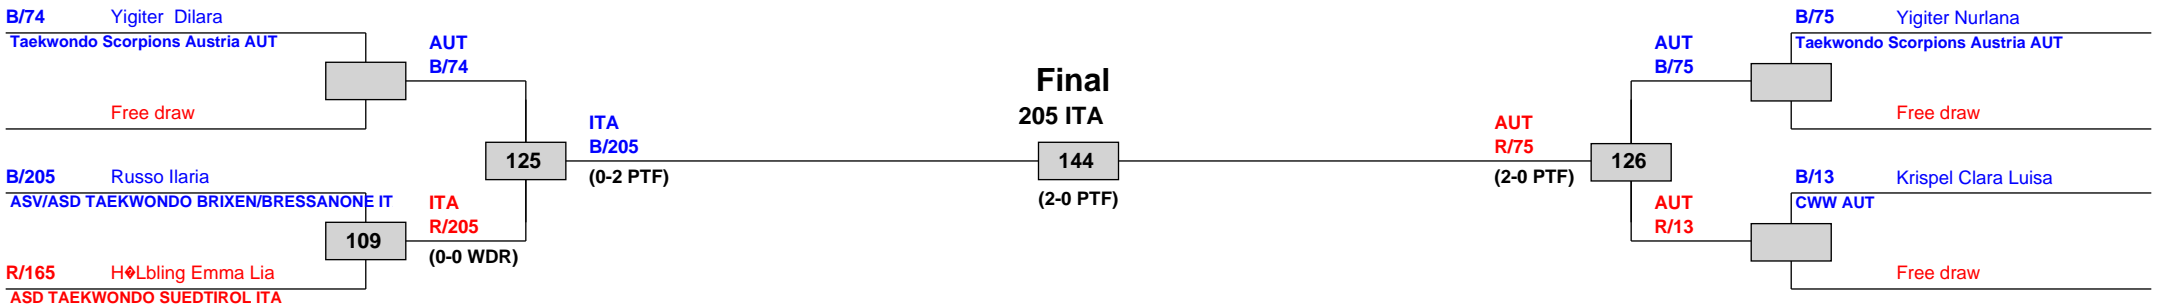 B/74 Yigiter Dilara
Taekwondo Scorpions Austria AUT
Free draw
B/205 Russo Ilaria
ASV/ASD TAEKWONDO BRIXEN/BRESSANONE IT
R/165 H�Lbling Emma Lia
ASD TAEKWONDO SUEDTIROL ITA
109
AUT
B/74
ITA
R/205
(0-0 WDR)
125
ITA
B/205
(0-2 PTF)
Final
205 ITA
144
(2-0 PTF)
AUT
R/75
(2-0 PTF)
126
AUT
B/75
AUT
R/13
B/75 Yigiter Nurlana
Taekwondo Scorpions Austria AUT
Free draw
B/13 Krispel Clara Luisa
CWW AUT
Free draw